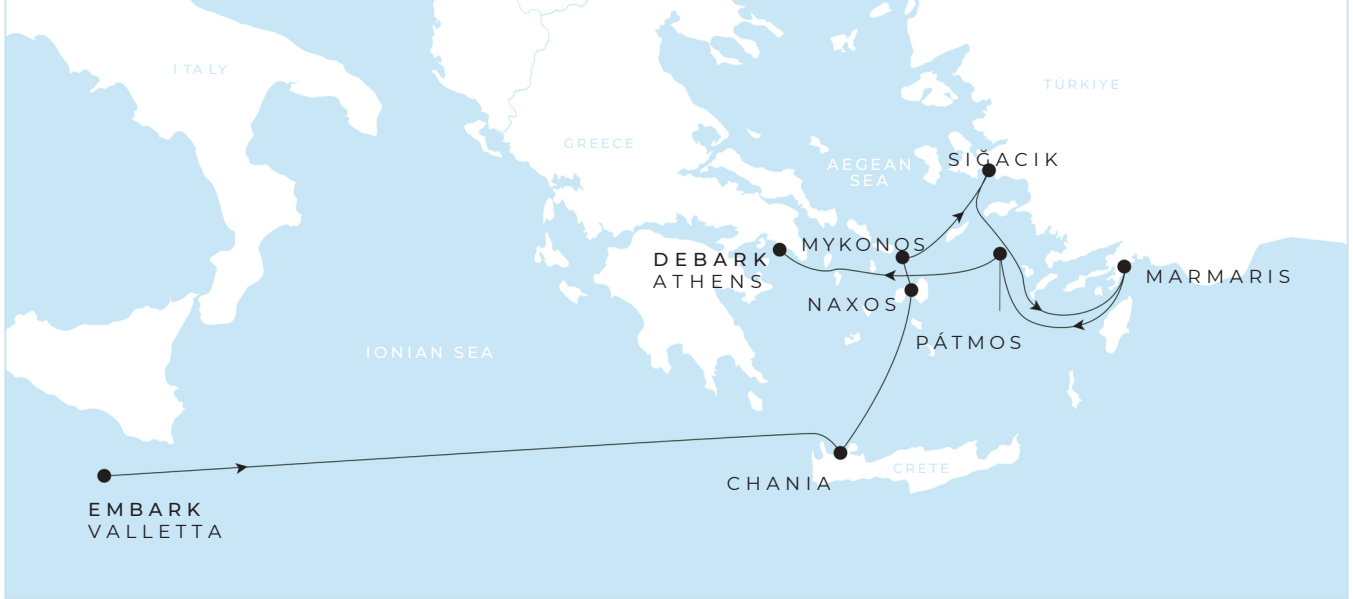 ITALY
TÜRKIYE
GREECE
AEGEAN
SEA
SIĞACIK
MYKONOS
DEBARK
ATHENS
MARMARIS
NAXOS
PÁTMOS
IONIAN SEA
CRETE
CHANIA
EMBARK
VALLETTA